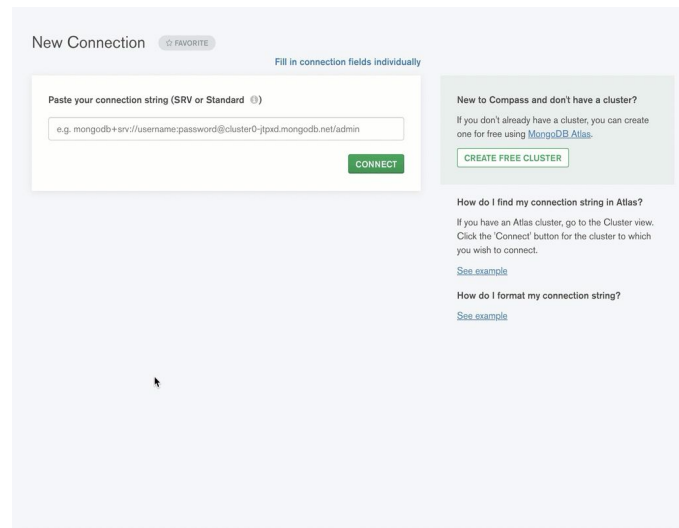 New Connection
☆ FAVORITE
Fill in connection fields individually
Paste your connection string (SRV or Standard ⓘ)
e.g. mongodb+srv://username:password@cluster0-jtpxd.mongodb.net/admin
CONNECT
New to Compass and don't have a cluster?
If you don't already have a cluster, you can create
one for free using MongoDB Atlas.
CREATE FREE CLUSTER
How do I find my connection string in Atlas?
If you have an Atlas cluster, go to the Cluster view.
Click the 'Connect' button for the cluster to which
you wish to connect.
See example
How do I format my connection string?
See example